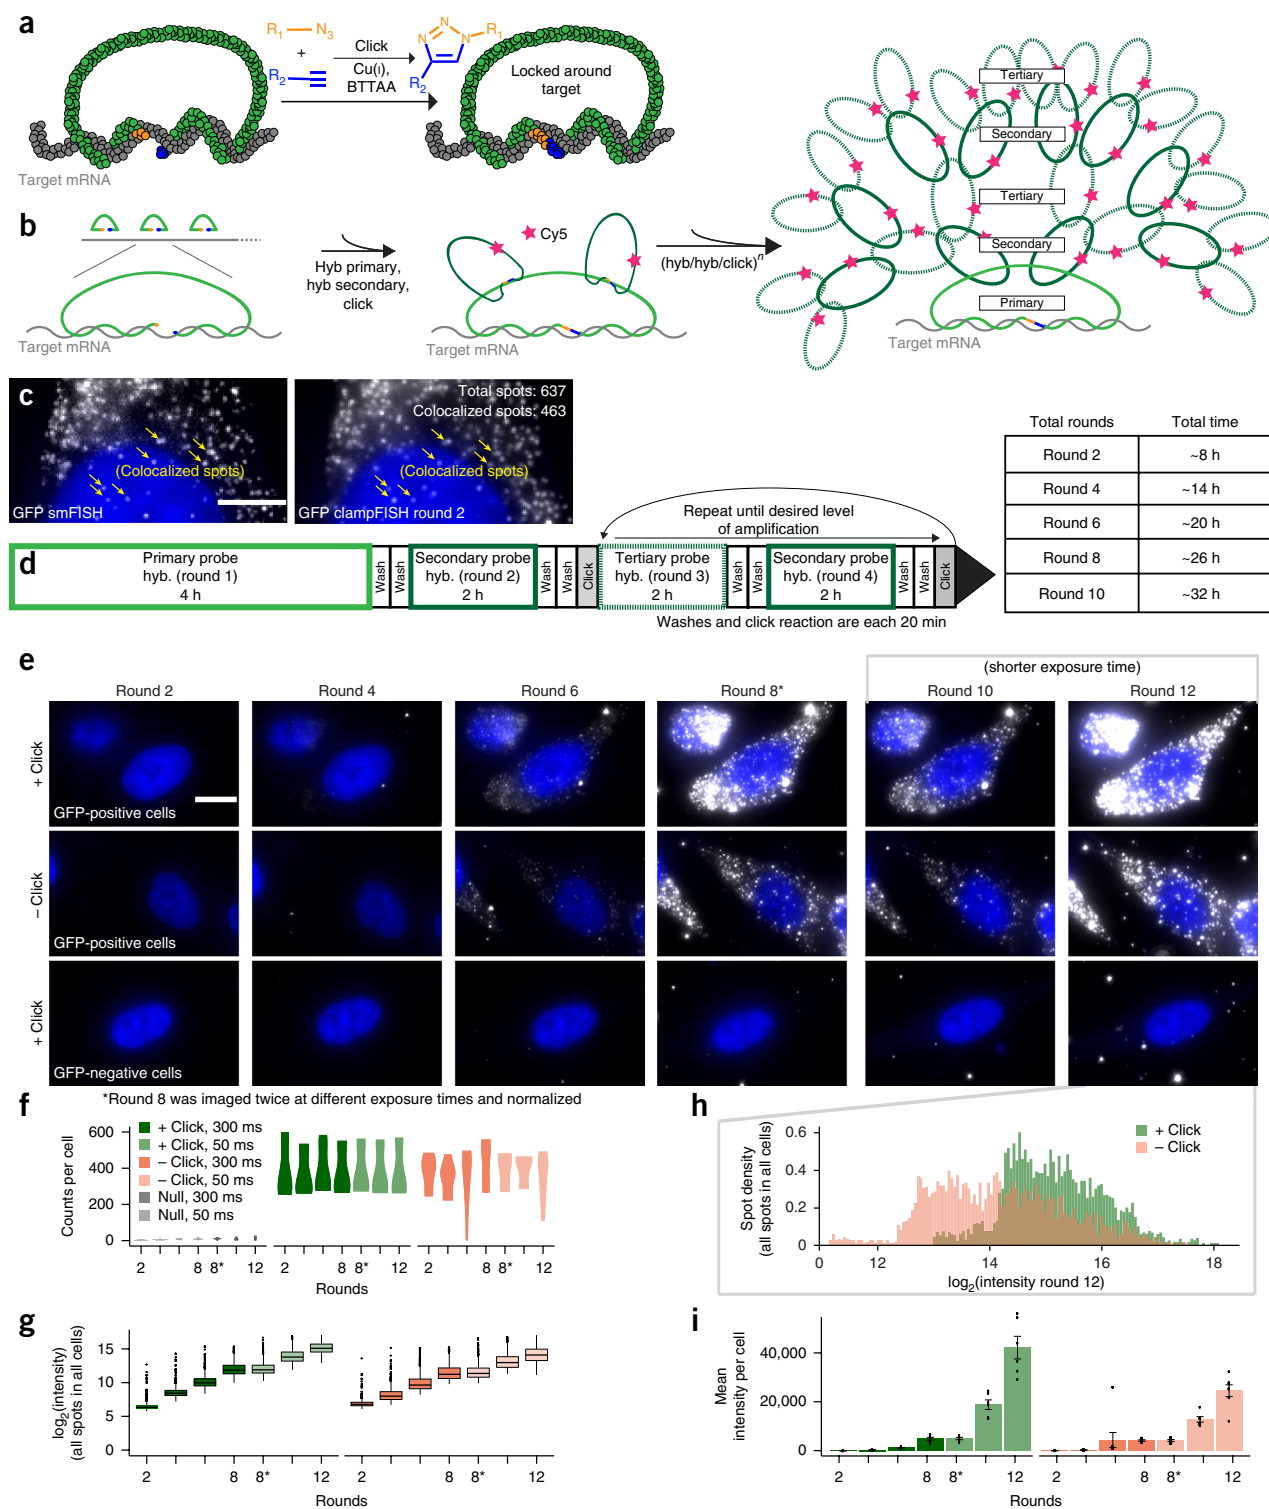 a
R1
N3
+
R2
Click
Cu(I),
BTTAA
N
N
N
R1
R2
Locked around
target
Target mRNA
Tertiary
Secondary
Tertiary
Secondary
Primary
Target mRNA
b
Target mRNA
Hyb primary,
hyb secondary,
click
Cy5
Target mRNA
(hyb/hyb/click)n
c
(Colocalized spots)
GFP smFISH
Total spots: 637
Colocalized spots: 463
(Colocalized spots)
GFP clampFISH round 2
Total rounds Total time
Round 2 ~8 h
Round 4 ~14 h
Round 6 ~20 h
Round 8 ~26 h
Round 10 ~32 h
d
Repeat until desired level
of amplification
Primary probe
hyb. (round 1)
4 h
Wash
Wash
Secondary probe
hyb. (round 2)
2 h
Wash
Wash
Click
Tertiary probe
hyb. (round 3)
2 h
Wash
Wash
Secondary probe
hyb. (round 4)
2 h
Wash
Wash
Click
Washes and click reaction are each 20 min
e
(shorter exposure time)
Round 2 Round 4 Round 6 Round 8* Round 10 Round 12
+ Click
GFP-positive cells
– Click
GFP-positive cells
+ Click
GFP-negative cells
*Round 8 was imaged twice at different exposure times and normalized
f
Counts per cell
600
400
200
0
+ Click, 300 ms
+ Click, 50 ms
– Click, 300 ms
– Click, 50 ms
Null, 300 ms
Null, 50 ms
2 8 8* 12 2 8 8* 12 2 8 8* 12
Rounds
g
log2(intensity)
(all spots in all cells)
15
10
5
0
2 8 8* 12 2 8 8* 12
Rounds
h
Spot density
(all spots in all cells)
0.6
0.4
0.2
0
+ Click
– Click
0 12 14 16 18
log2(intensity round 12)
i
Mean
intensity per cell
40,000
20,000
0
2 8 8* 12 2 8 8* 12
Rounds